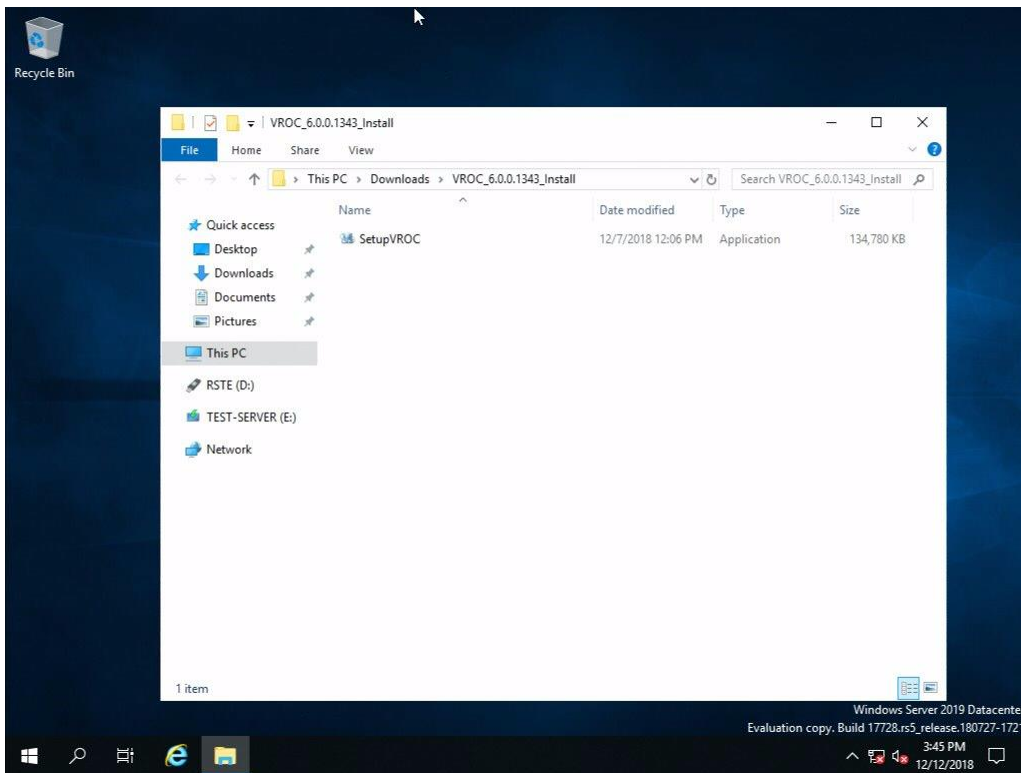 Recycle Bin
VROC_6.0.0.1343_Install
File Home Share View
This PC > Downloads > VROC_6.0.0.1343_Install
Search VROC_6.0.0.1343_Install
Name Date modified Type Size
SetupVROC 12/7/2018 12:06 PM Application 134,780 KB
Quick access
Desktop
Downloads
Documents
Pictures
This PC
RSTE (D:)
TEST-SERVER (E:)
Network
1 item
Windows Server 2019 Datacente
Evaluation copy. Build 17728.rs5_release.180727-172
3:45 PM
12/12/2018